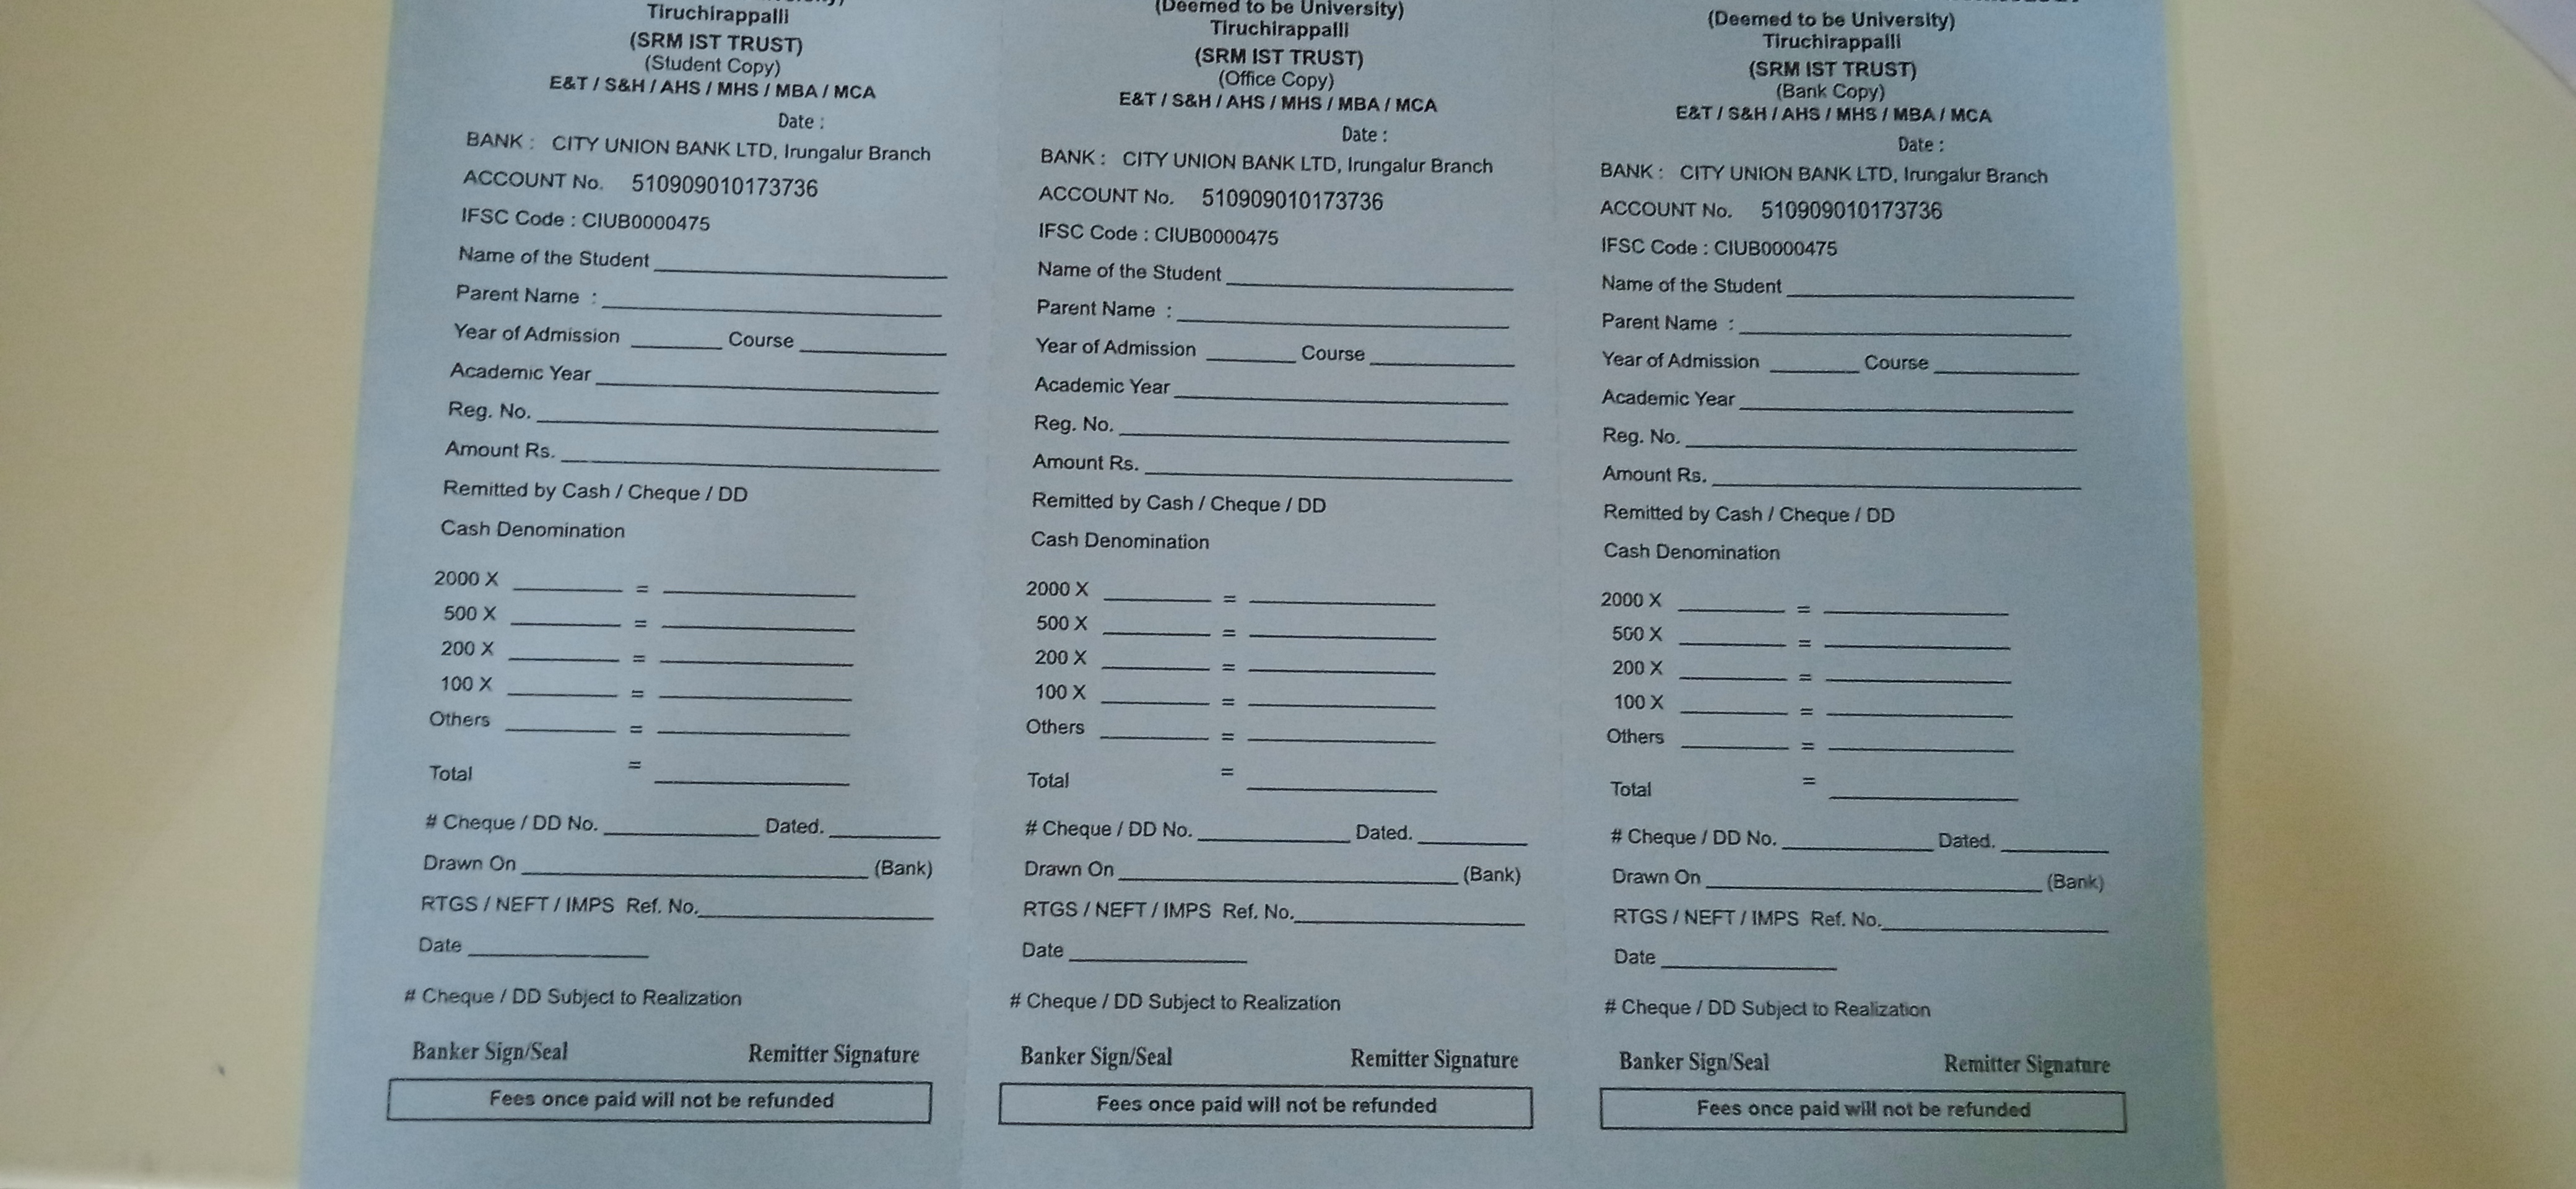 Tiruchirappalli
(SRM IST TRUST)
(Student Copy)
E&T / S&H / AHS / MHS / MBA / MCA
Date :
BANK : CITY UNION BANK LTD, Irungalur Branch
ACCOUNT No. 510909010173736
IFSC Code : CIUB0000475
Name of the Student
Parent Name :
Year of Admission Course
Academic Year
Reg. No.
Amount Rs.
Remitted by Cash / Cheque / DD
Cash Denomination
2000 X =
500 X =
200 X =
100 X =
Others =
Total =
# Cheque / DD No. Dated.
Drawn On (Bank)
RTGS / NEFT / IMPS Ref. No.
Date
# Cheque / DD Subject to Realization
Banker Sign/Seal Remitter Signature
Fees once paid will not be refunded
(Deemed to be University)
Tiruchirappalli
(SRM IST TRUST)
(Office Copy)
E&T / S&H / AHS / MHS / MBA / MCA
Date :
BANK : CITY UNION BANK LTD, Irungalur Branch
ACCOUNT No. 510909010173736
IFSC Code : CIUB0000475
Name of the Student
Parent Name :
Year of Admission Course
Academic Year
Reg. No.
Amount Rs.
Remitted by Cash / Cheque / DD
Cash Denomination
2000 X =
500 X =
200 X =
100 X =
Others =
Total =
# Cheque / DD No. Dated.
Drawn On (Bank)
RTGS / NEFT / IMPS Ref. No.
Date
# Cheque / DD Subject to Realization
Banker Sign/Seal Remitter Signature
Fees once paid will not be refunded
(Deemed to be University)
Tiruchirappalli
(SRM IST TRUST)
(Bank Copy)
E&T / S&H / AHS / MHS / MBA / MCA
Date :
BANK : CITY UNION BANK LTD, Irungalur Branch
ACCOUNT No. 510909010173736
IFSC Code : CIUB0000475
Name of the Student
Parent Name :
Year of Admission Course
Academic Year
Reg. No.
Amount Rs.
Remitted by Cash / Cheque / DD
Cash Denomination
2000 X =
500 X =
200 X =
100 X =
Others =
Total =
# Cheque / DD No. Dated.
Drawn On (Bank)
RTGS / NEFT / IMPS Ref. No.
Date
# Cheque / DD Subject to Realization
Banker Sign/Seal Remitter Signature
Fees once paid will not be refunded